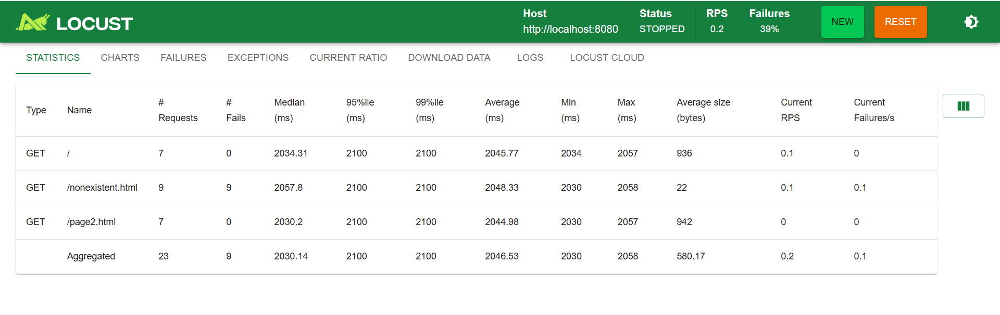 LOCUST
Host
http://localhost:8080
Status
STOPPED
RPS
0.2
Failures
39%
NEW
RESET
STATISTICS CHARTS FAILURES EXCEPTIONS CURRENT RATIO DOWNLOAD DATA LOGS LOCUST CLOUD
Type Name # Requests # Fails Median (ms) 95%ile (ms) 99%ile (ms) Average (ms) Min (ms) Max (ms) Average size (bytes) Current RPS Current Failures/s
GET / 7 0 2034.31 2100 2100 2045.77 2034 2057 936 0.1 0
GET /nonexistent.html 9 9 2057.8 2100 2100 2048.33 2030 2058 22 0.1 0.1
GET /page2.html 7 0 2030.2 2100 2100 2044.98 2030 2057 942 0 0
Aggregated 23 9 2030.14 2100 2100 2046.53 2030 2058 580.17 0.2 0.1